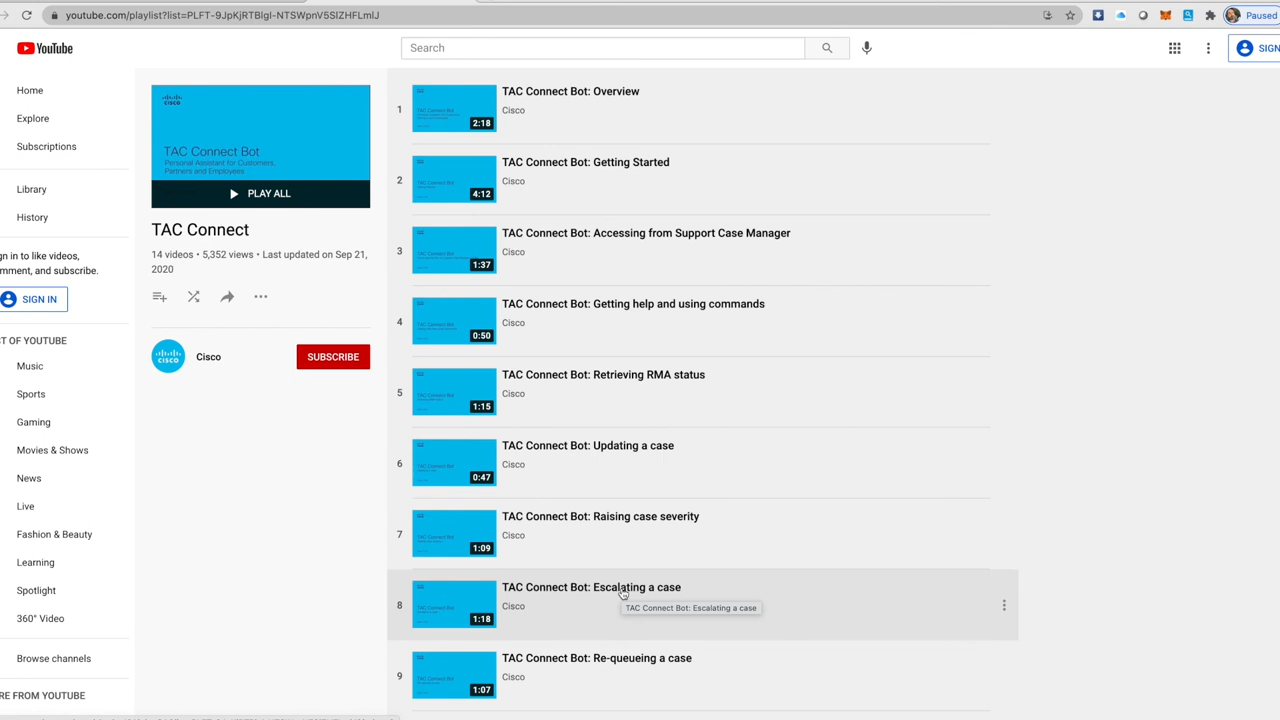 youtube.com/playlist?list=PLFT-9JpKjRTBlgI-NTSWpnV5SlZHFLmIJ
Paused
YouTube
Search
SIGN
Home
Explore
Subscriptions
Library
History
gn in to like videos,
mment, and subscribe.
SIGN IN
ST OF YOUTUBE
Music
Sports
Gaming
Movies & Shows
News
Live
Fashion & Beauty
Learning
Spotlight
360° Video
Browse channels
RE FROM YOUTUBE
CISCO
TAC Connect Bot
Personal Assistant for Customers,
Partners and Employees
PLAY ALL
TAC Connect
14 videos • 5,352 views • Last updated on Sep 21,
2020
CISCO
Cisco
SUBSCRIBE
1
2:18
TAC Connect Bot: Overview
Cisco
2
4:12
TAC Connect Bot: Getting Started
Cisco
3
1:37
TAC Connect Bot: Accessing from Support Case Manager
Cisco
4
0:50
TAC Connect Bot: Getting help and using commands
Cisco
5
1:15
TAC Connect Bot: Retrieving RMA status
Cisco
6
0:47
TAC Connect Bot: Updating a case
Cisco
7
1:09
TAC Connect Bot: Raising case severity
Cisco
8
1:18
TAC Connect Bot: Escalating a case
Cisco
TAC Connect Bot: Escalating a case
9
1:07
TAC Connect Bot: Re-queueing a case
Cisco